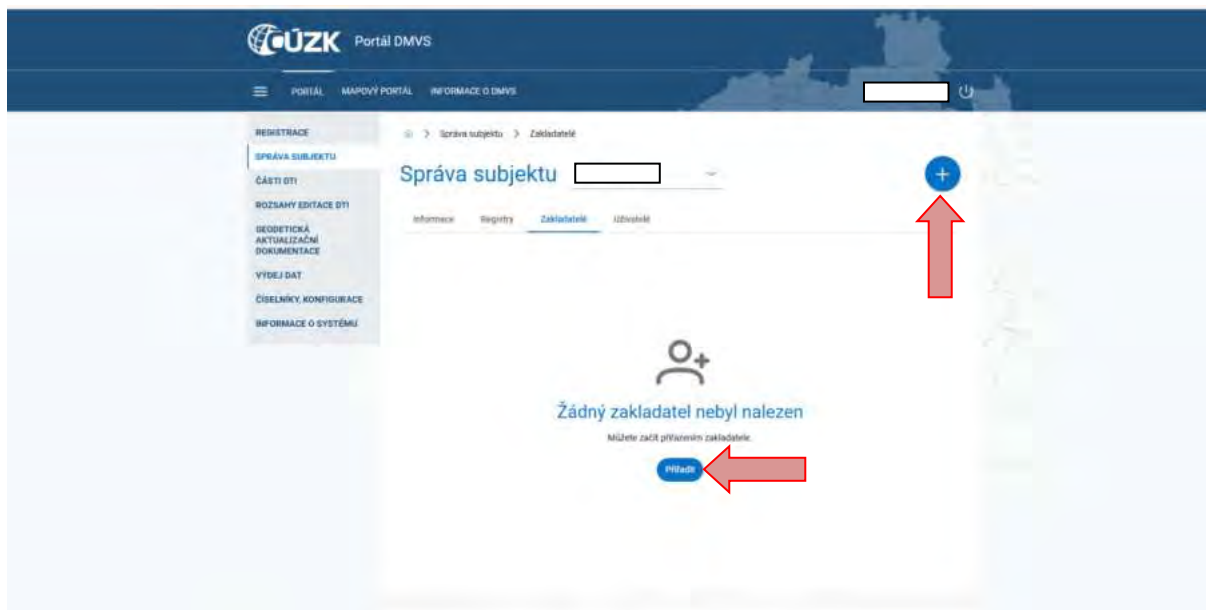 ČÚZK Portál DMVS
PORTÁL MAPOVÝ PORTÁL INFORMACE O DMVS
REGISTRACE
SPRÁVA SUBJEKTU
ČÁSTI DTI
ROZSAHY EDITACE DTI
GEODETICKÁ
AKTUALIZAČNÍ
DOKUMENTACE
VÝDEJ DAT
ČÍSELNÍKY, KONFIGURACE
INFORMACE O SYSTÉMU
> Správa subjektu > Zakladatelé
Správa subjektu
Informace Registry Zakladatelé Uživatelé
Žádný zakladatel nebyl nalezen
Můžete začít přiřazením zakladatele.
Přiřadit